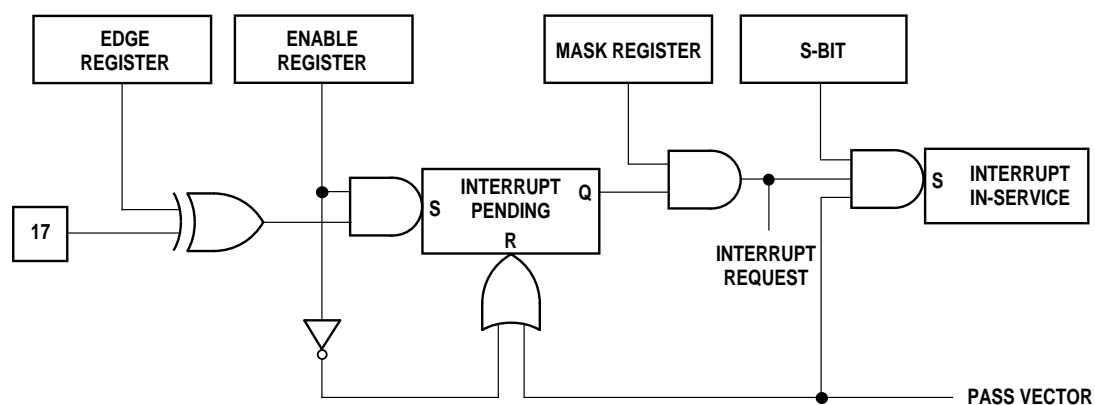 EDGE
REGISTER
ENABLE
REGISTER
MASK REGISTER
S-BIT
17
S
INTERRUPT
PENDING
Q
R
INTERRUPT
REQUEST
S
INTERRUPT
IN-SERVICE
PASS VECTOR